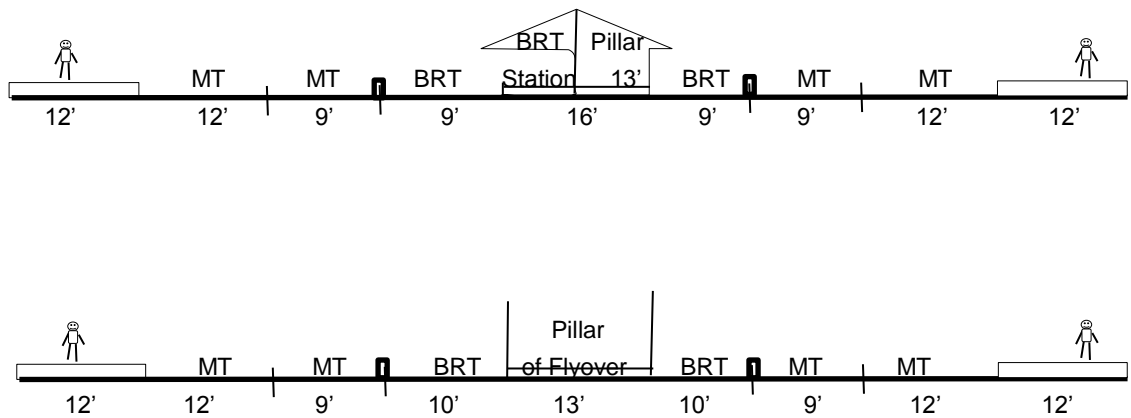 BRT Pillar
MT MT BRT Station 13’ BRT MT MT
12’ 12’ 9’ 9’ 16’ 9’ 9’ 12’ 12’
Pillar
MT MT BRT of Flyover BRT MT MT
12’ 12’ 9’ 10’ 13’ 10’ 9’ 12’ 12’